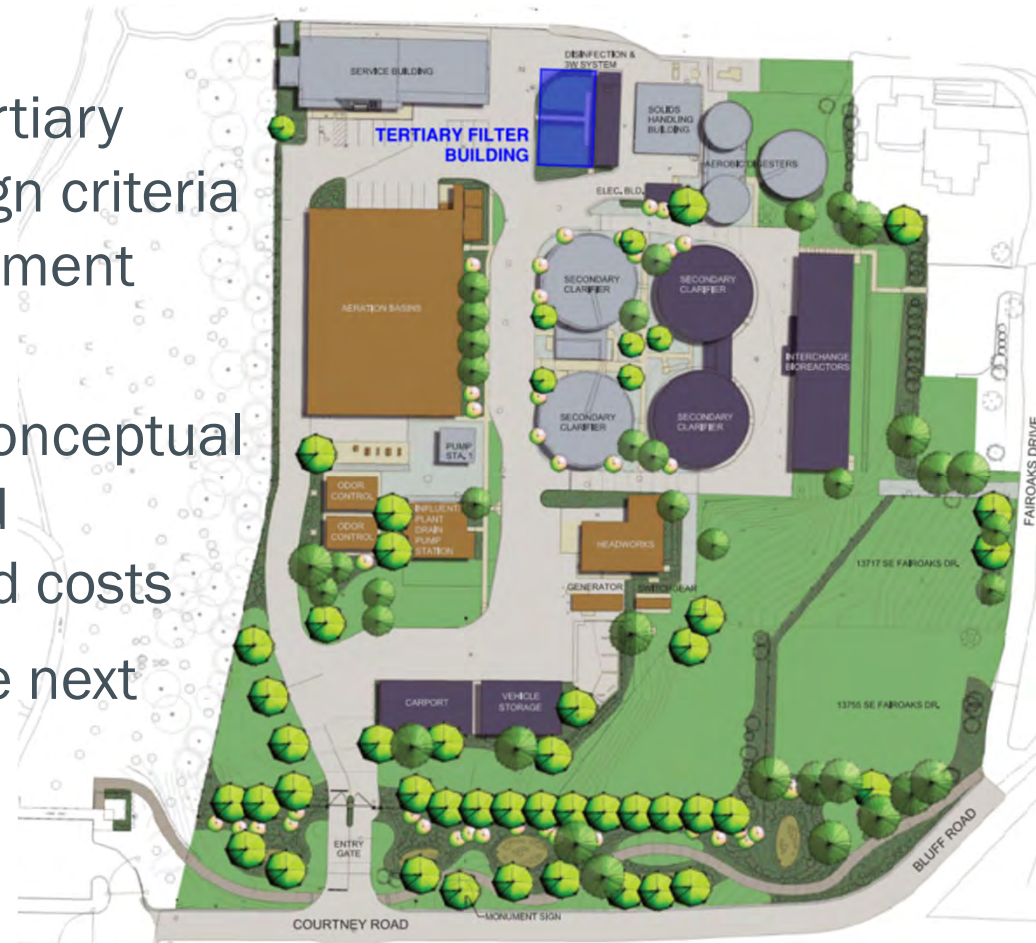 rtiary
gn criteria
ment
onceptual
d costs
e next
SERVICE BUILDING
DISINFECTION &
3W SYSTEM
TERTIARY FILTER
BUILDING
SOLIDS
HANDLING
BUILDING
AEROBIC DIGESTERS
ELEC. BLD.
AERATION BASINS
SECONDARY
CLARIFIER
SECONDARY
CLARIFIER
INTERCHANGE
BIOREACTORS
SECONDARY
CLARIFIER
SECONDARY
CLARIFIER
PUMP
STA. 1
ODOR
CONTROL
ODOR
CONTROL
INFLUENT/
PLANT
DRAIN
PUMP
STATION
HEADWORKS
GENERATOR
SWITCHGEAR
FAIROAKS DRIVE
13717 SE FAIROAKS DR.
13755 SE FAIROAKS DR.
CARPORT
VEHICLE
STORAGE
ENTRY
GATE
MONUMENT SIGN
COURTNEY ROAD
BLUFF ROAD